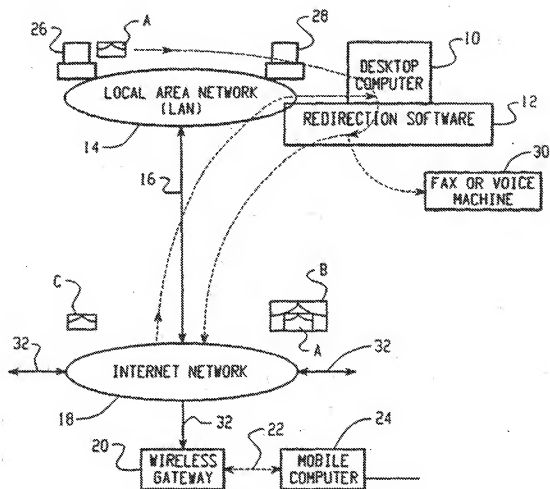 26
A
28
10
DESKTOP
COMPUTER
LOCAL AREA NETWORK
(LAN)
12
REDIRECTION SOFTWARE
14
30
16
FAX OR VOICE
MACHINE
C
B
A
32
32
INTERNET NETWORK
18
32
20
22
24
WIRELESS
GATEWAY
MOBILE
COMPUTER